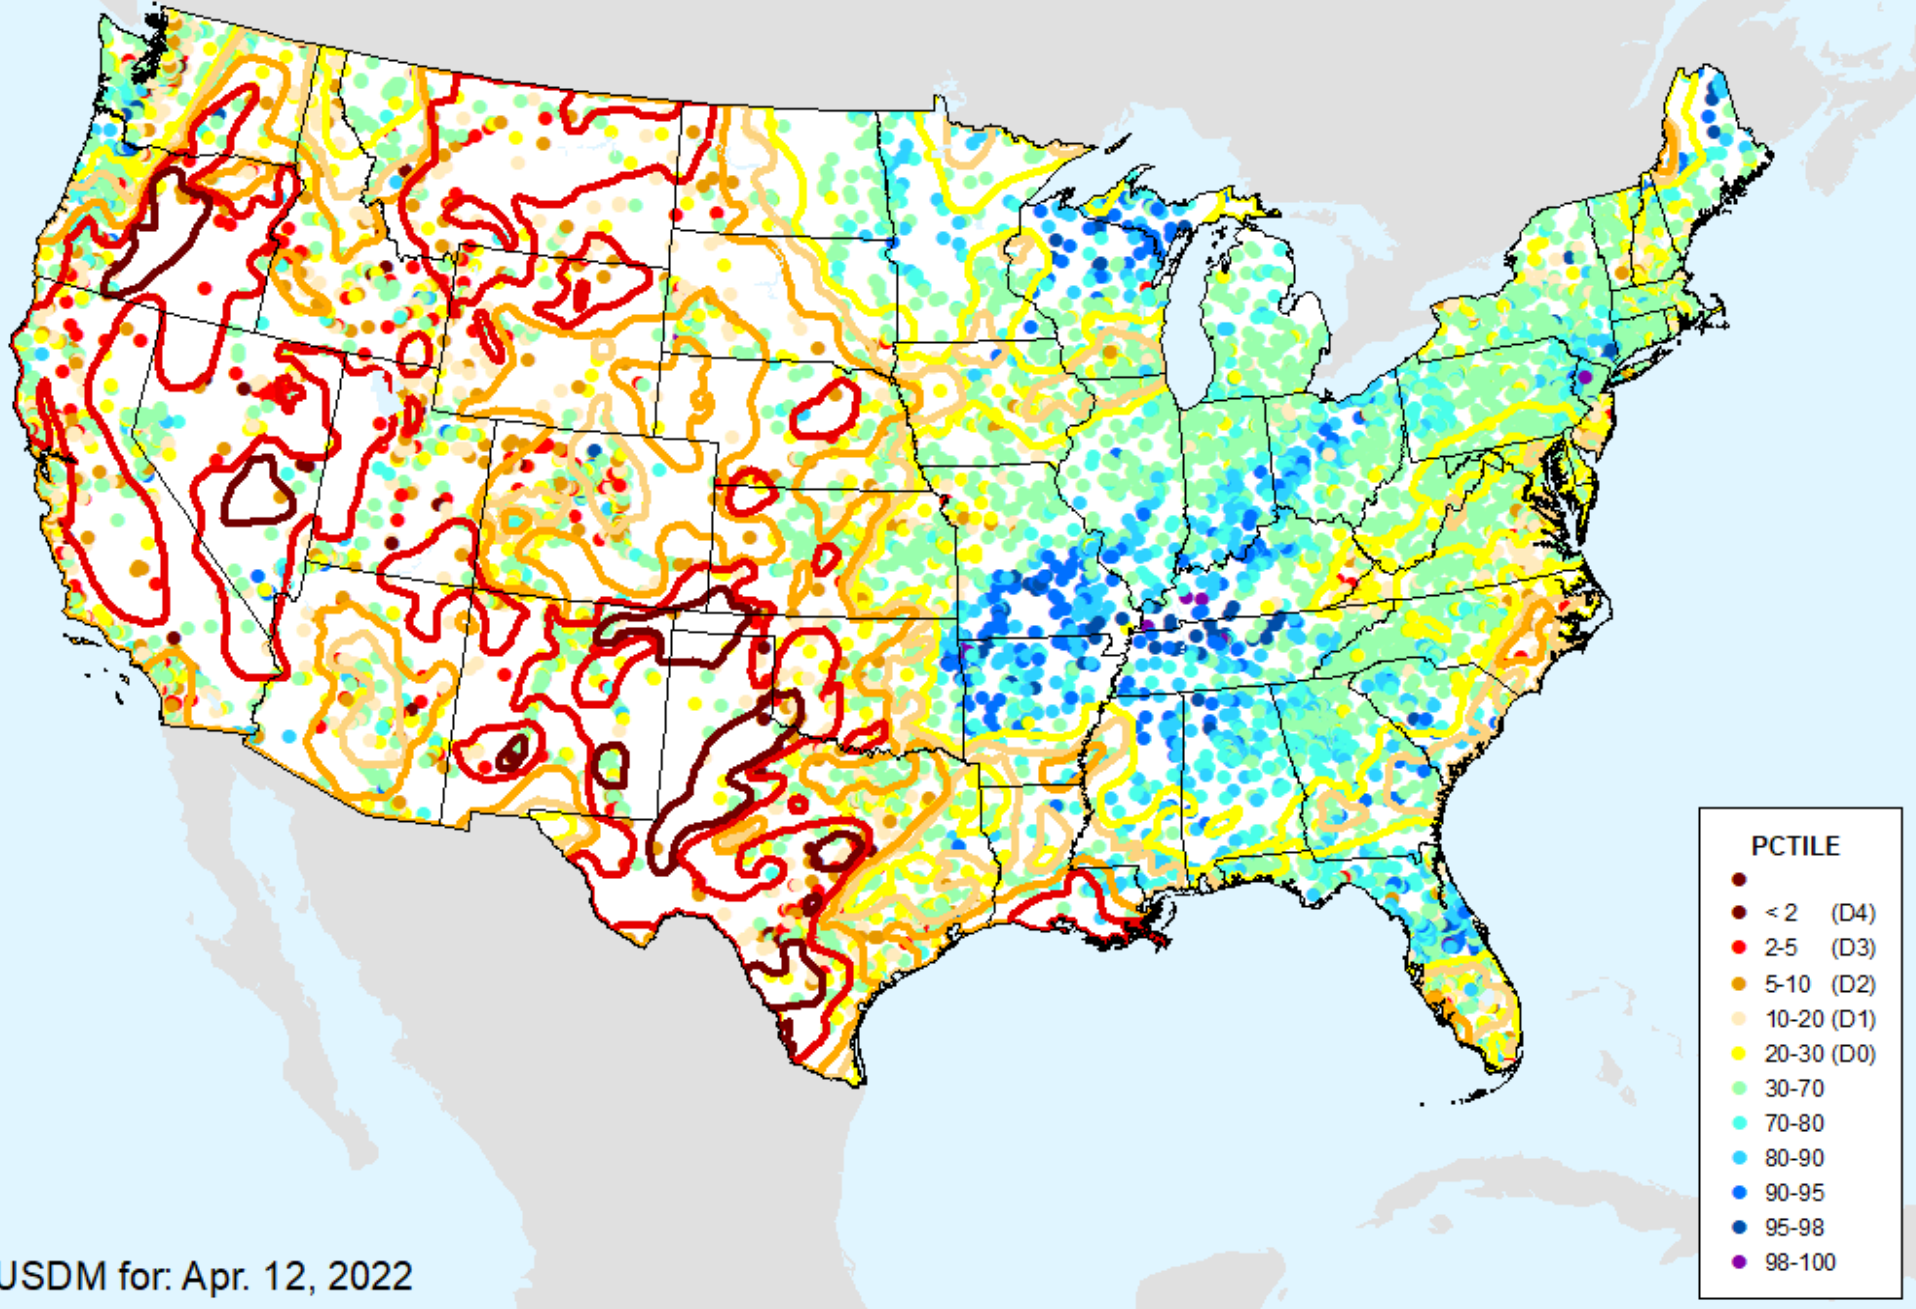 PCTILE
< 2 (D4)
2-5 (D3)
5-10 (D2)
10-20 (D1)
20-30 (D0)
30-70
70-80
80-90
90-95
95-98
98-100
USDM for: Apr. 12, 2022